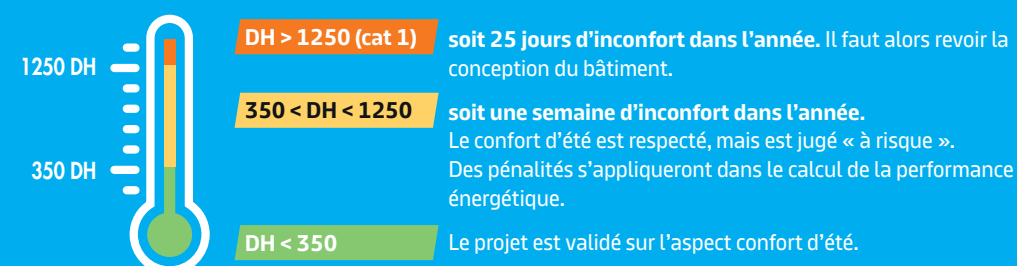 DH > 1250 (cat 1)
soit 25 jours d’inconfort dans l’année. Il faut alors revoir la
conception du bâtiment.
1250 DH
350 < DH < 1250
soit une semaine d’inconfort dans l’année.
Le confort d’été est respecté, mais est jugé « à risque ».
Des pénalités s’appliqueront dans le calcul de la performance
énergétique.
350 DH
DH < 350
Le projet est validé sur l’aspect confort d’été.